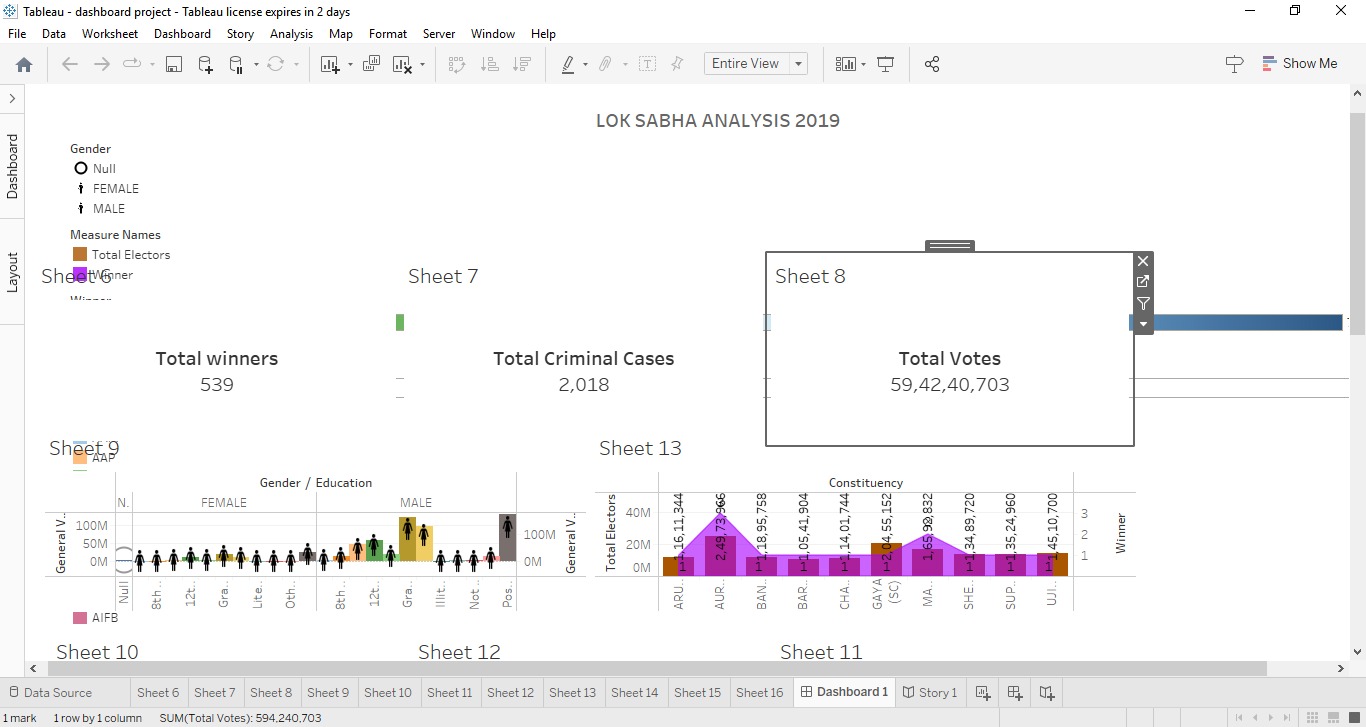 Tableau - dashboard project - Tableau license expires in 2 days
File Data Worksheet Dashboard Story Analysis Map Format Server Window Help
Entire View
Show Me
Dashboard
Layout
LOK SABHA ANALYSIS 2019
Gender
Null
FEMALE
MALE
Measure Names
Total Electors
Winner
Sheet 6
Sheet 7
Sheet 8
Total winners
539
Total Criminal Cases
2,018
Total Votes
59,42,40,703
AAP
AIFB
Sheet 9
Gender / Education
N.. FEMALE MALE
General V..
100M
50M
0M
100M
0M
General V..
Null 8th.. 12t.. Gra.. Lite.. Oth.. 8th.. 12t.. Gra.. Illit.. Not.. Pos..
Sheet 13
Constituency
Total Electors
40M
20M
0M
2,49,73,966 1,18,95,758 1,05,41,904 1,14,01,744 2,04,55,152 1,34,89,720 1,35,24,960 1,45,10,700
1 1 1 1 1 1 1 1
3
2
1
Winner
ARU.. AUR.. BAN.. BAR.. CHA.. GAYA (SC) MA.. SHE.. SUP.. UJI..
Sheet 10
Sheet 12
Sheet 11
Data Source Sheet 6 Sheet 7 Sheet 8 Sheet 9 Sheet 10 Sheet 11 Sheet 12 Sheet 13 Sheet 14 Sheet 15 Sheet 16 Dashboard 1 Story 1
1 mark 1 row by 1 column SUM(Total Votes): 594,240,703